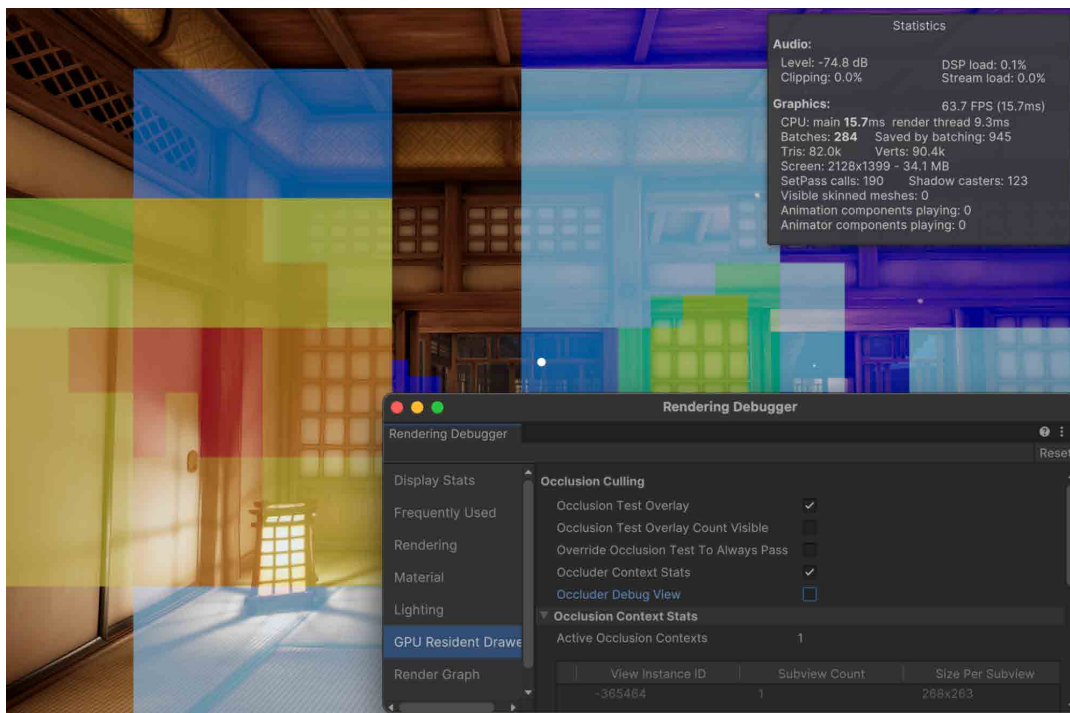 Statistics
Audio:
Level: -74.8 dB DSP load: 0.1%
Clipping: 0.0% Stream load: 0.0%
Graphics: 63.7 FPS (15.7ms)
CPU: main 15.7ms render thread 9.3ms
Batches: 284 Saved by batching: 945
Tris: 82.0k Verts: 90.4k
Screen: 2128x1399 - 34.1 MB
SetPass calls: 190 Shadow casters: 123
Visible skinned meshes: 0
Animation components playing: 0
Animator components playing: 0
Rendering Debugger
Rendering Debugger
Reset
Display Stats
Frequently Used
Rendering
Material
Lighting
GPU Resident Drawe
Render Graph
Occlusion Culling
Occlusion Test Overlay
Occlusion Test Overlay Count Visible
Override Occlusion Test To Always Pass
Occluder Context Stats
Occluder Debug View
Occlusion Context Stats
Active Occlusion Contexts 1
View Instance ID Subview Count Size Per Subview
-365464 1 268x263